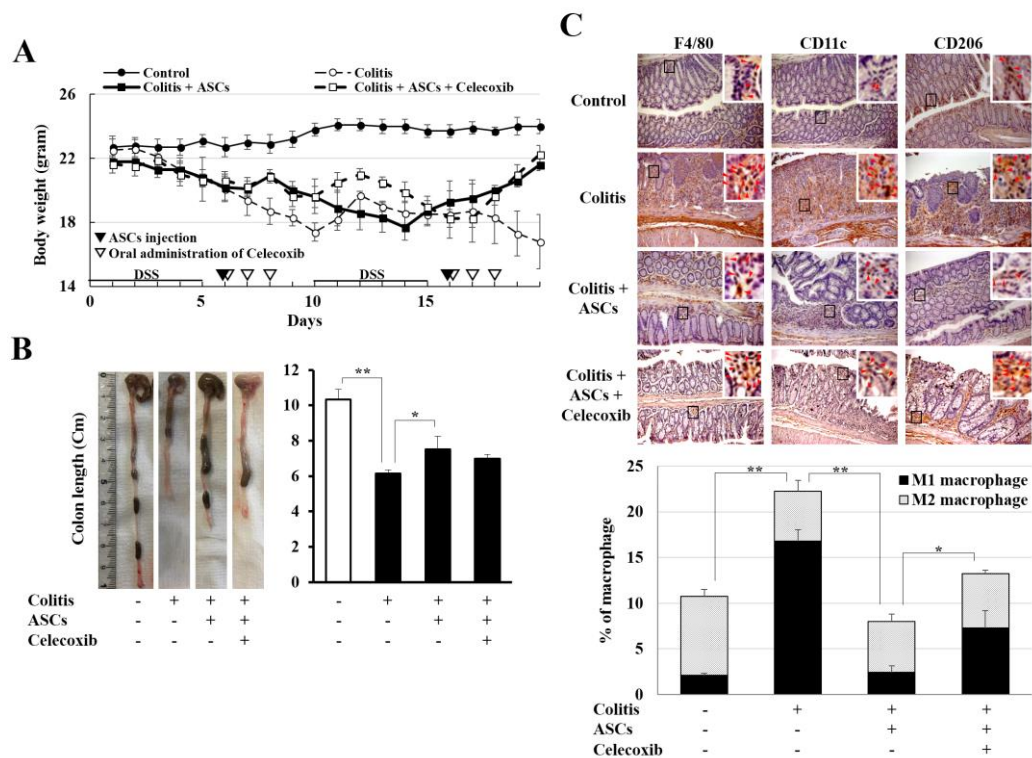 A
Control
Colitis
Colitis + ASCs
Colitis + ASCs + Celecoxib
26
22
18
14
Body weight (gram)
ASCs injection
Oral administration of Celecoxib
DSS
DSS
0 5 10 15
Days
B
Colon length (Cm)
12
10
8
6
4
2
0
**
*
Colitis - + + +
ASCs - - + +
Celecoxib - - - +
- + + +
- - + +
- - - +
C
F4/80 CD11c CD206
Control
Colitis
Colitis +
ASCs
Colitis +
ASCs +
Celecoxib
25
20
15
10
5
0
% of macrophage
** **
*
M1 macrophage
M2 macrophage
Colitis - + + +
ASCs - - + +
Celecoxib - - - +